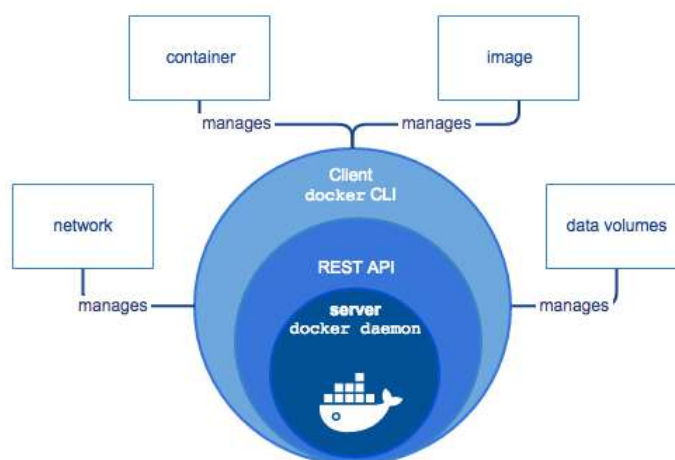 container
image
manages
manages
Client
docker CLI
network
data volumes
REST API
manages
manages
server
docker daemon